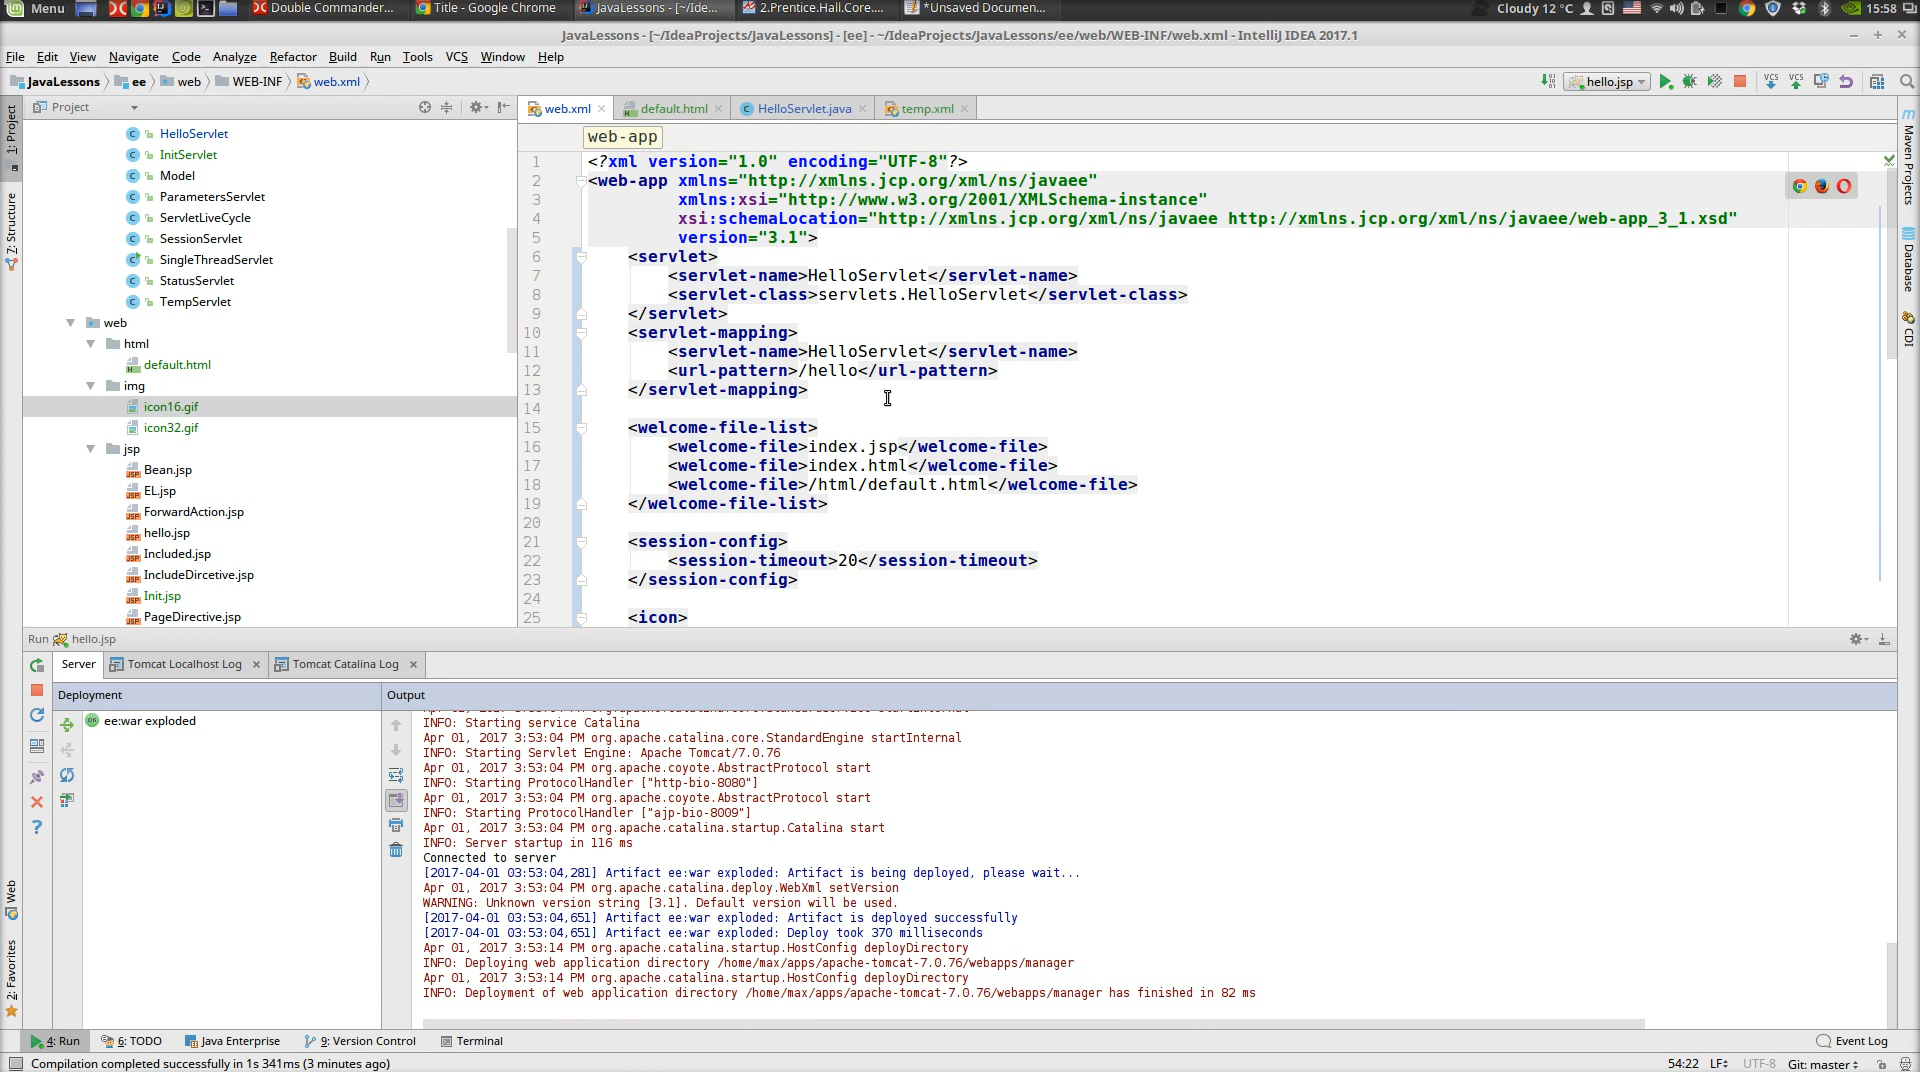 Menu
Double Commander...
Title - Google Chrome
JavaLessons - [~/Ide...
2.Prentice.Hall.Core....
*Unsaved Documen...
Cloudy 12 °C
15:58
JavaLessons - [~/IdeaProjects/JavaLessons] - [ee] - ~/IdeaProjects/JavaLessons/ee/web/WEB-INF/web.xml - IntelliJ IDEA 2017.1
File Edit View Navigate Code Analyze Refactor Build Run Tools VCS Window Help
JavaLessons ee web WEB-INF web.xml
hello.jsp
VCS VCS
Project
web.xml default.html HelloServlet.java temp.xml
1: Project
7: Structure
Web
2: Favorites
HelloServlet
InitServlet
Model
ParametersServlet
ServletLiveCycle
SessionServlet
SingleThreadServlet
StatusServlet
TempServlet
web
html
default.html
img
icon16.gif
icon32.gif
jsp
Bean.jsp
EL.jsp
ForwardAction.jsp
hello.jsp
Included.jsp
IncludeDircetive.jsp
Init.jsp
PageDirective.jsp
web-app
1 <?xml version="1.0" encoding="UTF-8"?>
2 <web-app xmlns="http://xmlns.jcp.org/xml/ns/javaee"
3 xmlns:xsi="http://www.w3.org/2001/XMLSchema-instance"
4 xsi:schemaLocation="http://xmlns.jcp.org/xml/ns/javaee http://xmlns.jcp.org/xml/ns/javaee/web-app_3_1.xsd"
5 version="3.1">
6 <servlet>
7 <servlet-name>HelloServlet</servlet-name>
8 <servlet-class>servlets.HelloServlet</servlet-class>
9 </servlet>
10 <servlet-mapping>
11 <servlet-name>HelloServlet</servlet-name>
12 <url-pattern>/hello</url-pattern>
13 </servlet-mapping>
14
15 <welcome-file-list>
16 <welcome-file>index.jsp</welcome-file>
17 <welcome-file>index.html</welcome-file>
18 <welcome-file>/html/default.html</welcome-file>
19 </welcome-file-list>
20
21 <session-config>
22 <session-timeout>20</session-timeout>
23 </session-config>
24
25 <icon>
Maven Projects
Database
CDI
Run hello.jsp
Server Tomcat Localhost Log Tomcat Catalina Log
Deployment
Output
ee:war exploded
INFO: Starting service Catalina
Apr 01, 2017 3:53:04 PM org.apache.catalina.core.StandardEngine startInternal
INFO: Starting Servlet Engine: Apache Tomcat/7.0.76
Apr 01, 2017 3:53:04 PM org.apache.coyote.AbstractProtocol start
INFO: Starting ProtocolHandler ["http-bio-8080"]
Apr 01, 2017 3:53:04 PM org.apache.coyote.AbstractProtocol start
INFO: Starting ProtocolHandler ["ajp-bio-8009"]
Apr 01, 2017 3:53:04 PM org.apache.catalina.startup.Catalina start
INFO: Server startup in 116 ms
Connected to server
[2017-04-01 03:53:04,281] Artifact ee:war exploded: Artifact is being deployed, please wait...
Apr 01, 2017 3:53:04 PM org.apache.catalina.deploy.WebXml setVersion
WARNING: Unknown version string [3.1]. Default version will be used.
[2017-04-01 03:53:04,651] Artifact ee:war exploded: Artifact is deployed successfully
[2017-04-01 03:53:04,651] Artifact ee:war exploded: Deploy took 370 milliseconds
Apr 01, 2017 3:53:14 PM org.apache.catalina.startup.HostConfig deployDirectory
INFO: Deploying web application directory /home/max/apps/apache-tomcat-7.0.76/webapps/manager
Apr 01, 2017 3:53:14 PM org.apache.catalina.startup.HostConfig deployDirectory
INFO: Deployment of web application directory /home/max/apps/apache-tomcat-7.0.76/webapps/manager has finished in 82 ms
4: Run 6: TODO Java Enterprise 9: Version Control Terminal Event Log
Compilation completed successfully in 1s 341ms (3 minutes ago)
54:22 LF UTF-8 Git: master